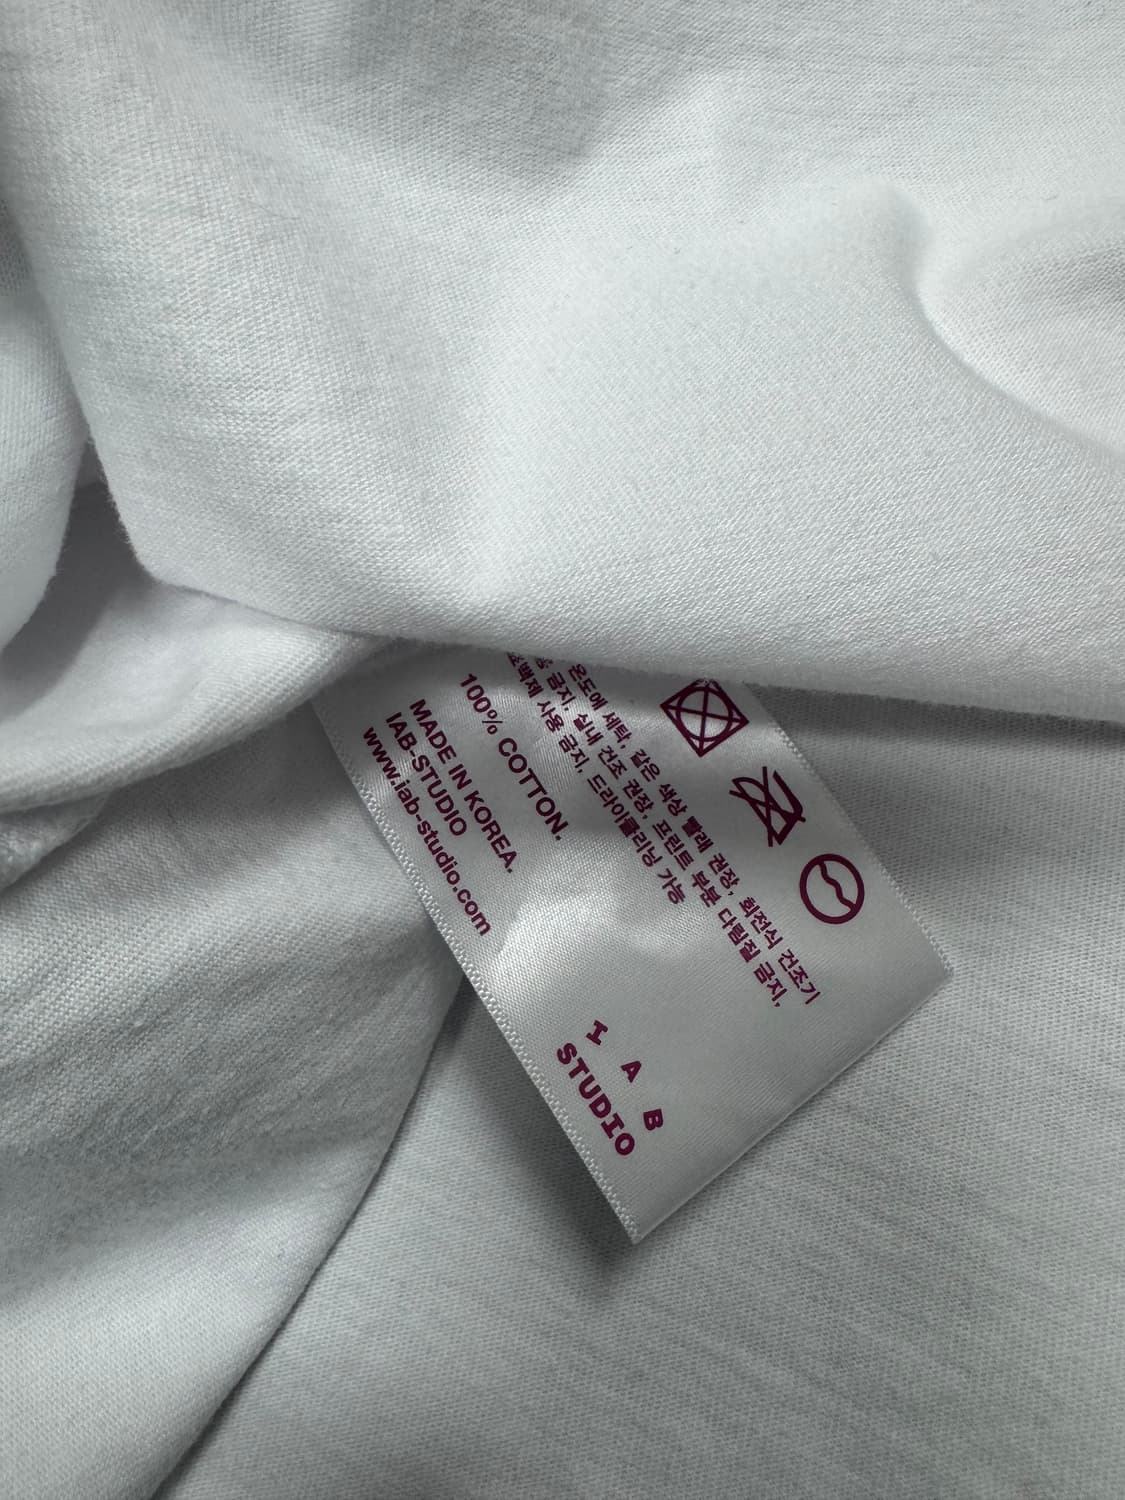 온도에 세탁, 같은 색상 빨래 권장, 회전식 건조기
금지, 실내 건조 권장, 프린트 부분 다림질 금지,
표백제 사용 금지, 드라이클리닝 가능
100% COTTON.
MADE IN KOREA.
IAB-STUDIO
www.iab-studio.com
I A B
STUDIO